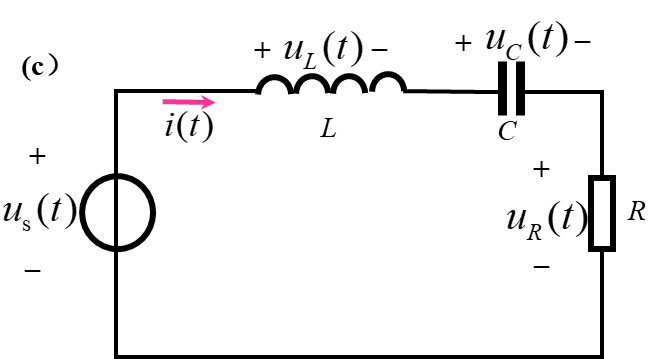 + u_L(t) −
+ u_C(t) −
(c）
i(t)
L
C
+
u_s(t)
−
+
u_R(t)
−
R